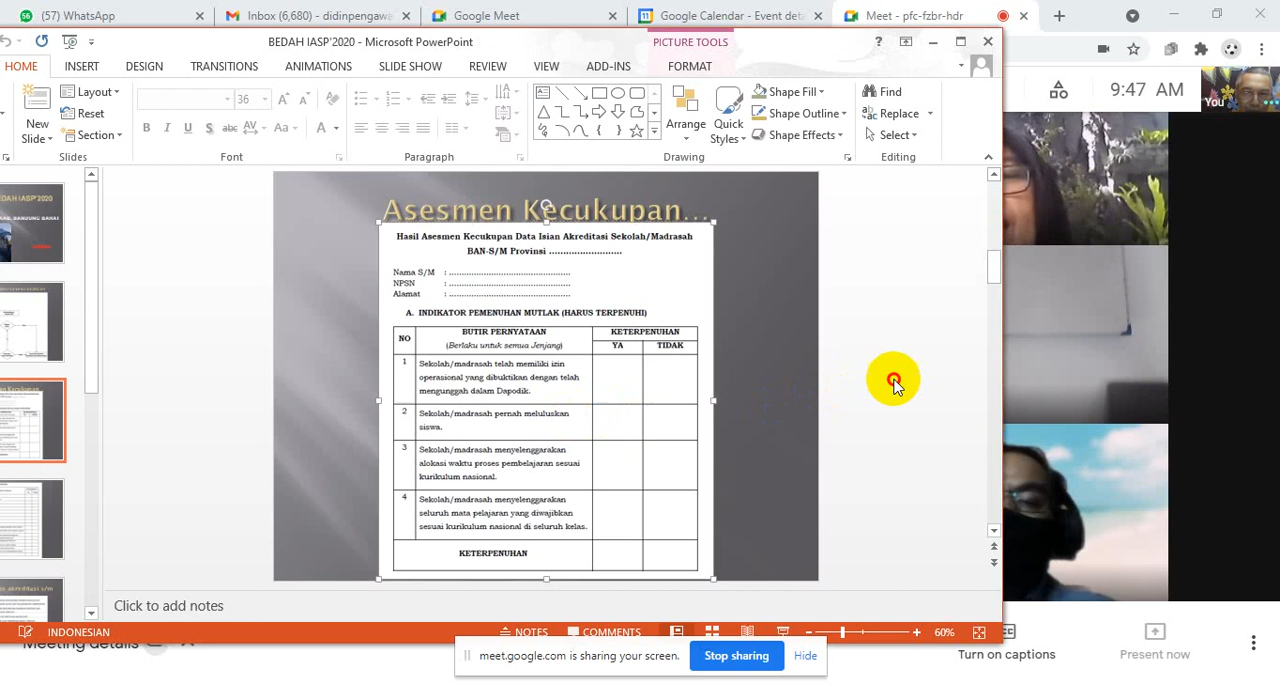 (57) WhatsApp
Inbox (6,680) - didinpengawa
Google Meet
Google Calendar - Event deta
Meet - pfc-fzbr-hdr
BEDAH IASP'2020 - Microsoft PowerPoint
PICTURE TOOLS
HOME INSERT DESIGN TRANSITIONS ANIMATIONS SLIDE SHOW REVIEW VIEW ADD-INS FORMAT
New Slide
Layout
Reset
Section
Slides
36
Font
Paragraph
Arrange
Quick Styles
Shape Fill
Shape Outline
Shape Effects
Drawing
Find
Replace
Select
Editing
9:47 AM
You
EDAH IASP'2020
KAB. BANDUNG BARAT
Asesmen Kecukupan...
Hasil Asesmen Kecukupan Data Isian Akreditasi Sekolah/Madrasah
BAN-S/M Provinsi .........................
Nama S/M : ................................................
NPSN : ................................................
Alamat : ................................................
A. INDIKATOR PEMENUHAN MUTLAK (HARUS TERPENUHI)
NO
BUTIR PERNYATAAN
(Berlaku untuk semua Jenjang)
KETERPENUHAN
YA TIDAK
1 Sekolah/madrasah telah memiliki izin
operasional yang dibuktikan dengan telah
mengunggah dalam Dapodik.
2 Sekolah/madrasah pernah meluluskan
siswa.
3 Sekolah/madrasah menyelenggarakan
alokasi waktu proses pembelajaran sesuai
kurikulum nasional.
4 Sekolah/madrasah menyelenggarakan
seluruh mata pelajaran yang diwajibkan
sesuai kurikulum nasional di seluruh kelas.
KETERPENUHAN
akreditasi s/m
Click to add notes
INDONESIAN
NOTES
COMMENTS
60%
Meeting details
meet.google.com is sharing your screen.
Stop sharing
Hide
Turn on captions
Present now